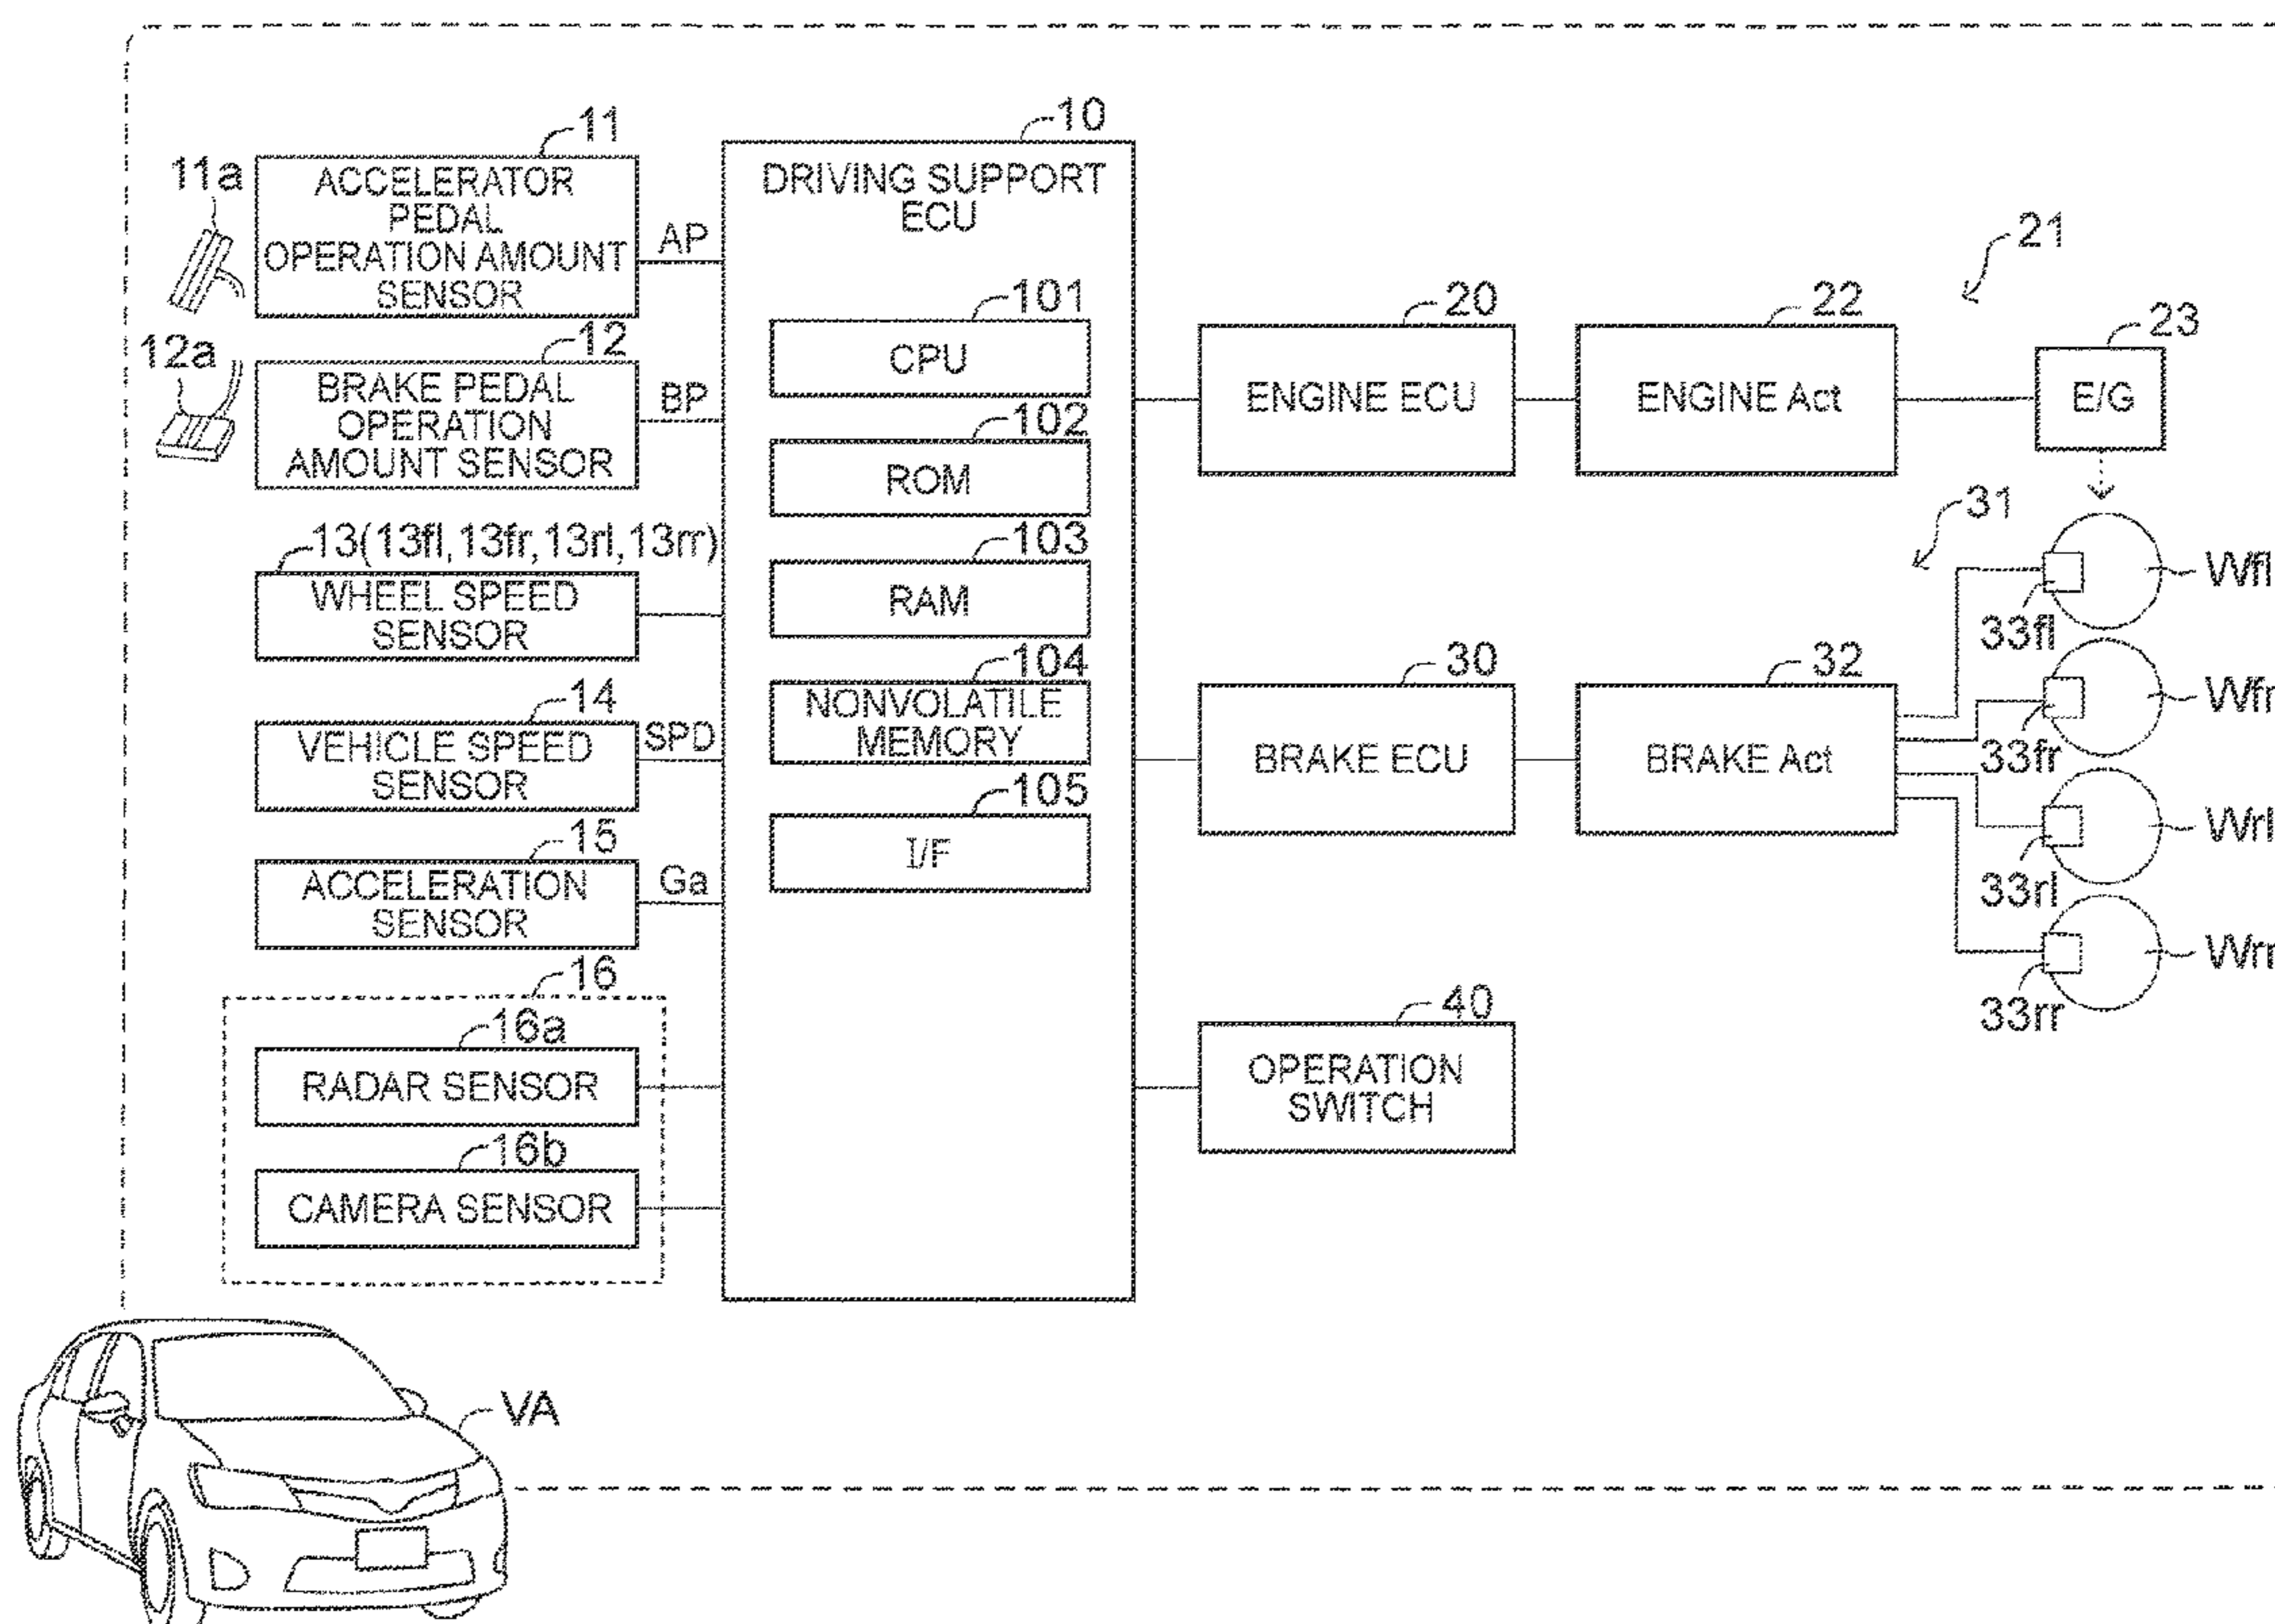 11
11a
ACCELERATOR
PEDAL
OPERATION AMOUNT
SENSOR
AP
12
12a
BRAKE PEDAL
OPERATION
AMOUNT SENSOR
BP
13(13fl, 13fr, 13rl, 13rr)
WHEEL SPEED
SENSOR
14
VEHICLE SPEED
SENSOR
SPD
15
ACCELERATION
SENSOR
Ga
16
16a
RADAR SENSOR
16b
CAMERA SENSOR
10
DRIVING SUPPORT
ECU
101
CPU
102
ROM
103
RAM
104
NONVOLATILE
MEMORY
105
I/F
20
ENGINE ECU
22
ENGINE Act
21
23
E/G
30
BRAKE ECU
32
BRAKE Act
31
Wfl
33fl
Wfr
33fr
Wrl
33rl
Wrr
33rr
40
OPERATION
SWITCH
VA